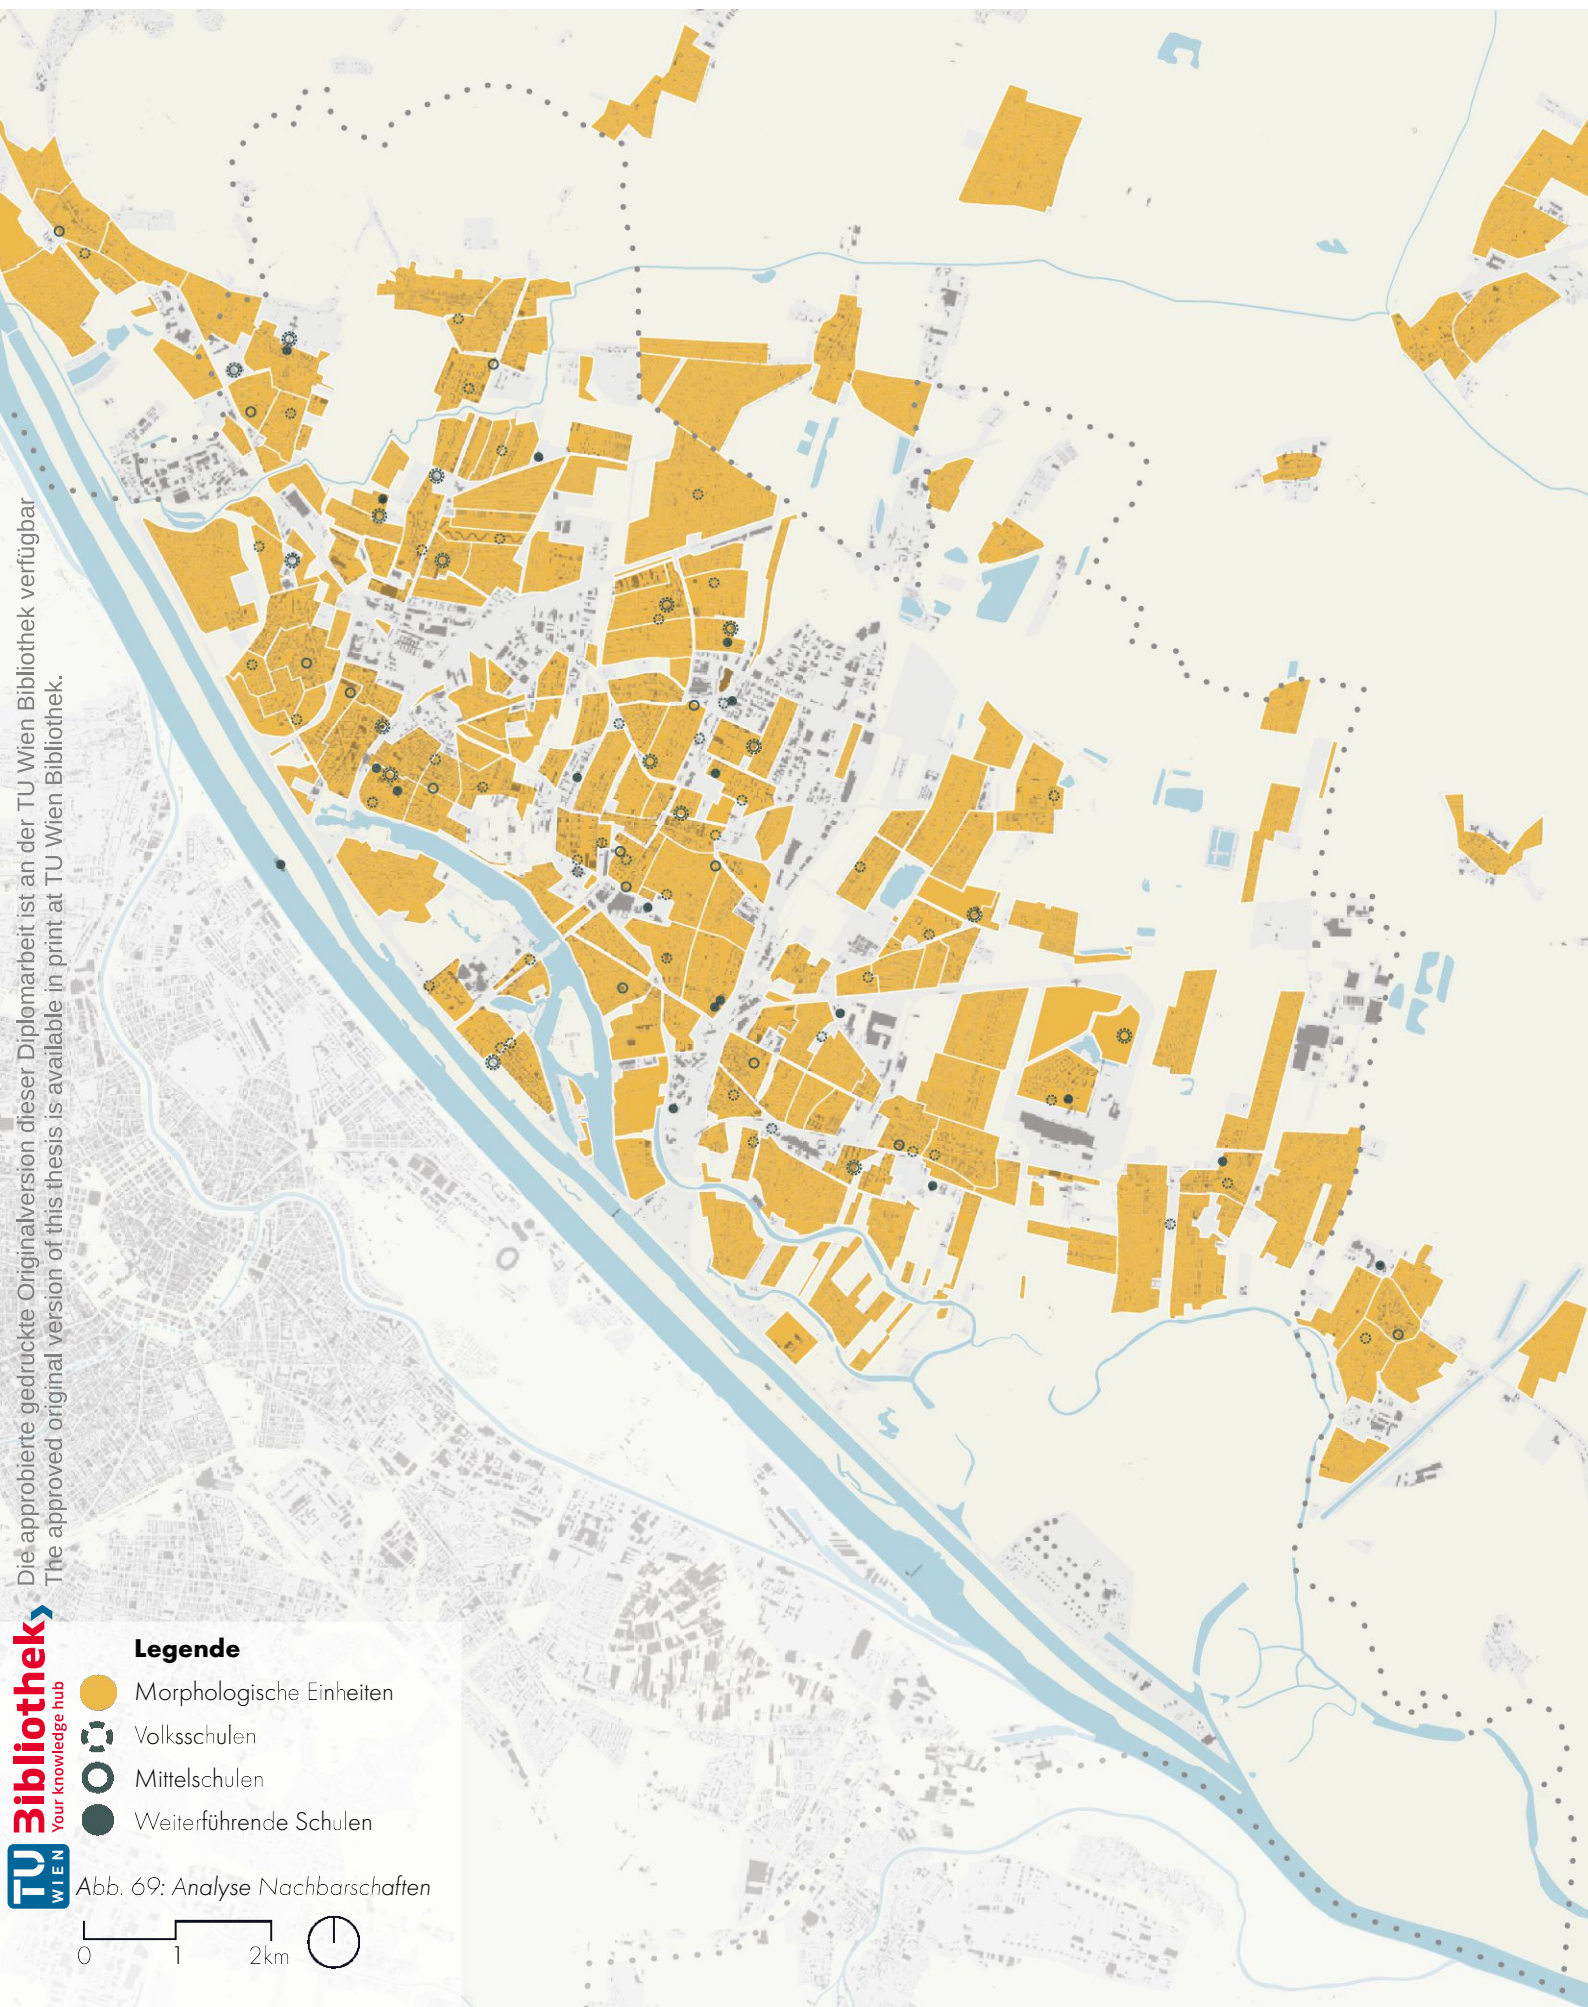 Die approbierte gedruckte Originalversion dieser Diplomarbeit ist an der TU Wien Bibliothek verfügbar
The approved original version of this thesis is available in print at TU Wien Bibliothek.
Bibliothek
Your knowledge hub
TU
WIEN
Legende
Morphologische Einheiten
Volksschulen
Mittelschulen
Weiterführende Schulen
Abb. 69: Analyse Nachbarschaften
0 1 2km